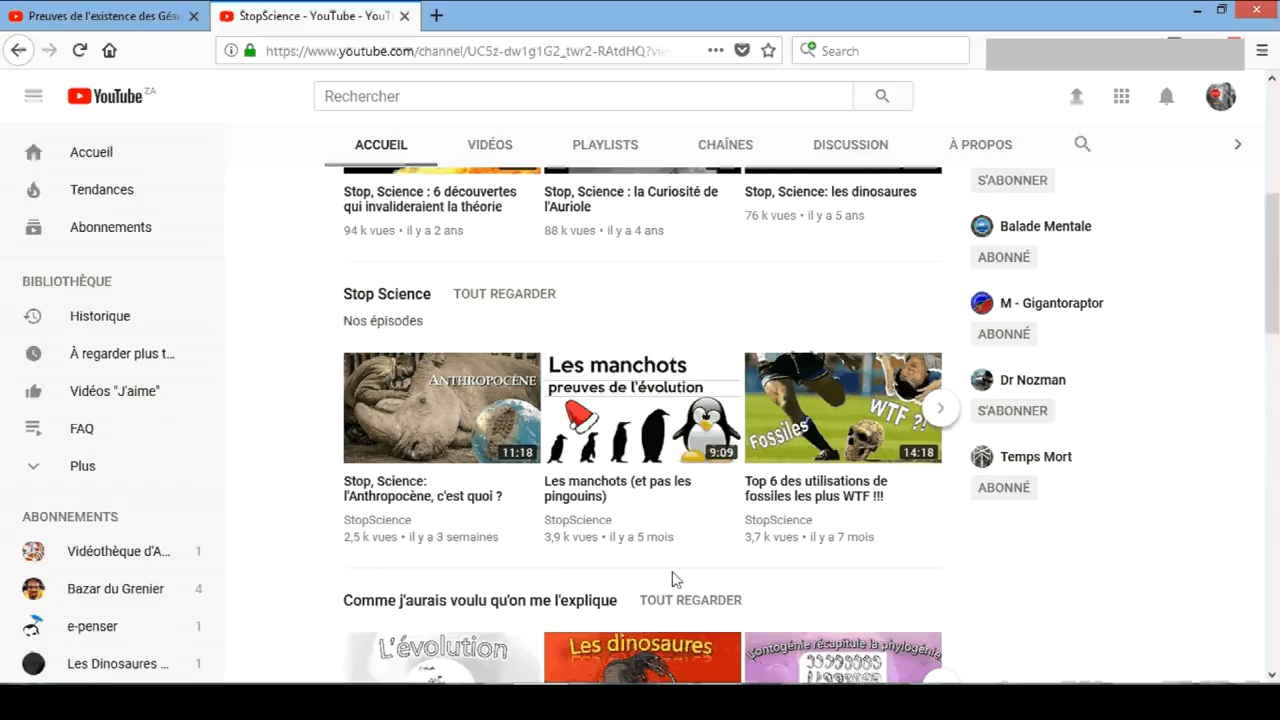 Preuves de l'existence des Géa
StopScience - YouTube - YouT
https://www.youtube.com/channel/UC5z-dw1g1G2_twr2-RAtdHQ?vie
Search
YouTube ZA
Rechercher
ACCUEIL VIDÉOS PLAYLISTS CHAÎNES DISCUSSION À PROPOS
Accueil
Tendances
Abonnements
BIBLIOTHÈQUE
Historique
À regarder plus t...
Vidéos "J'aime"
FAQ
Plus
ABONNEMENTS
Vidéothèque d'A... 1
Bazar du Grenier 4
e-penser 1
Les Dinosaures ... 1
Stop, Science : 6 découvertes
qui invalideraient la théorie
94 k vues • il y a 2 ans
Stop, Science : la Curiosité de
l'Auriole
88 k vues • il y a 4 ans
Stop, Science: les dinosaures
76 k vues • il y a 5 ans
Stop Science TOUT REGARDER
Nos épisodes
ANTHROPOCÈNE
11:18
Stop, Science:
l'Anthropocène, c'est quoi ?
StopScience
2,5 k vues • il y a 3 semaines
Les manchots
preuves de l'évolution
9:09
Les manchots (et pas les
pingouins)
StopScience
3,9 k vues • il y a 5 mois
WTF ?!
Fossiles
14:18
Top 6 des utilisations de
fossiles les plus WTF !!!
StopScience
3,7 k vues • il y a 7 mois
Comme j'aurais voulu qu'on me l'explique TOUT REGARDER
L'évolution
Les dinosaures
L'ontogénie récapitule la phylogénie
S'ABONNER
Balade Mentale
ABONNÉ
M - Gigantoraptor
ABONNÉ
Dr Nozman
S'ABONNER
Temps Mort
ABONNÉ